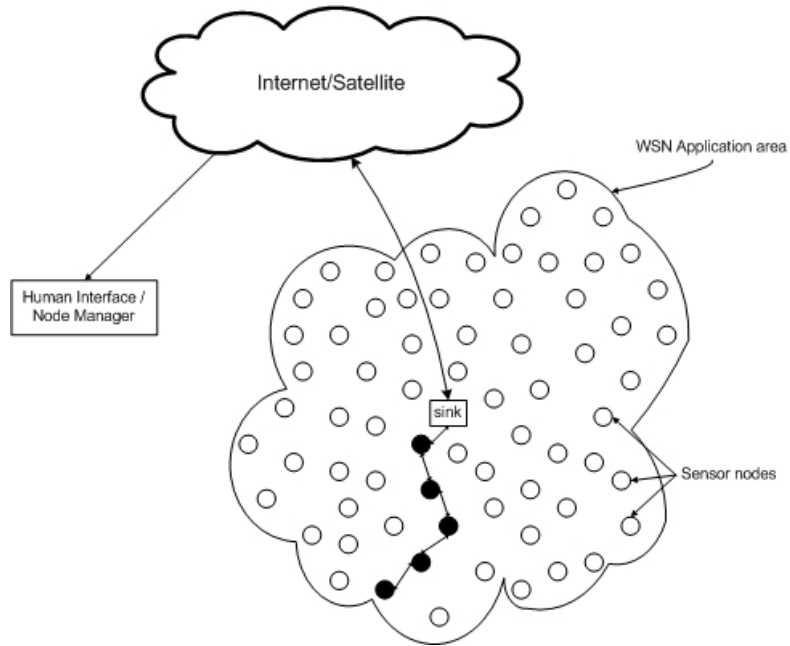 Internet/Satellite
WSN Application area
Human Interface /
Node Manager
sink
Sensor nodes